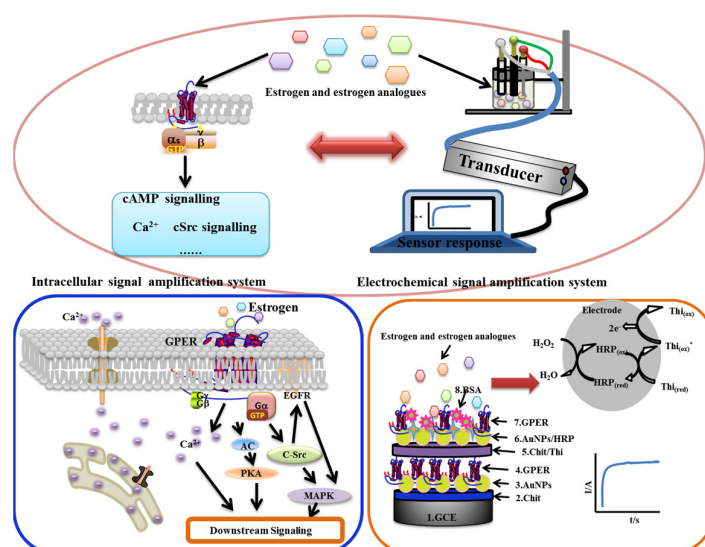 Estrogen and estrogen analogues
αs
GTP
γ
β
cAMP signalling
Ca²⁺ cSrc signalling
......
Transducer
Sensor response
Intracellular signal amplification system
Electrochemical signal amplification system
Ca²⁺
Estrogen
GPER
Gγ
Gβ
Gα
GTP
EGFR
Ca²⁺
AC
C-Src
PKA
MAPK
Downstream Signaling
Estrogen and estrogen analogues
8.BSA
7.GPER
6.AuNPs/HRP
5.Chit/Thi
4.GPER
3.AuNPs
2.Chit
1.GCE
Electrode
Thi(ox)
2e⁻
H₂O₂
HRP(ox)
Thi(ox)⁺
H₂O
HRP(red)
Thi(red)
I/A
t/s